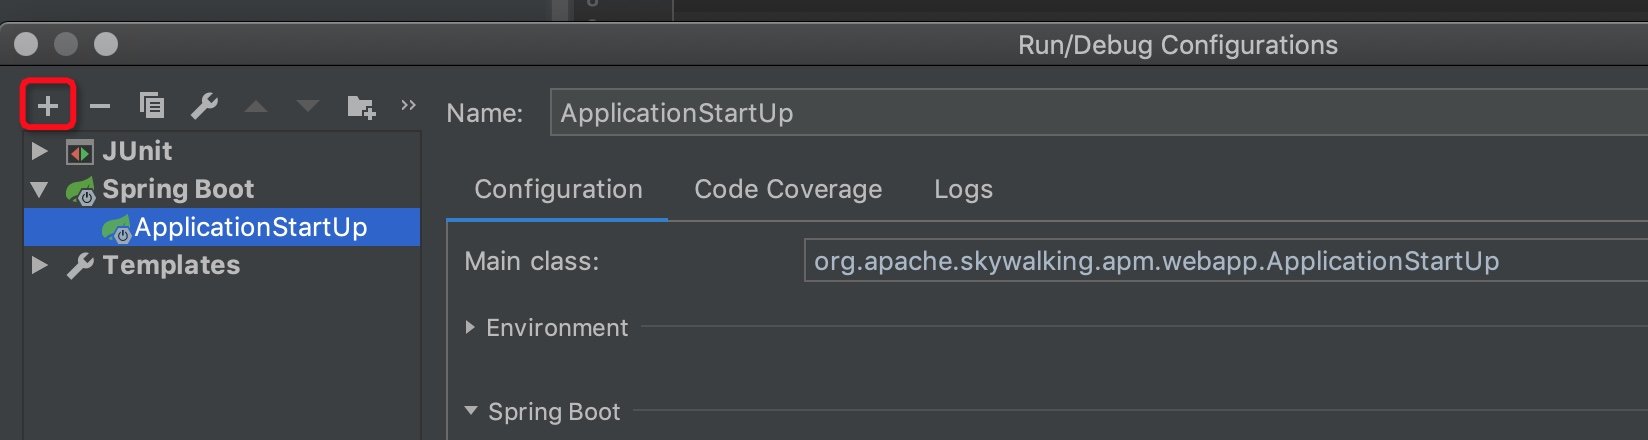 Run/Debug Configurations
Name: ApplicationStartUp
JUnit
Spring Boot
ApplicationStartUp
Templates
Configuration Code Coverage Logs
Main class: org.apache.skywalking.apm.webapp.ApplicationStartUp
Environment
Spring Boot